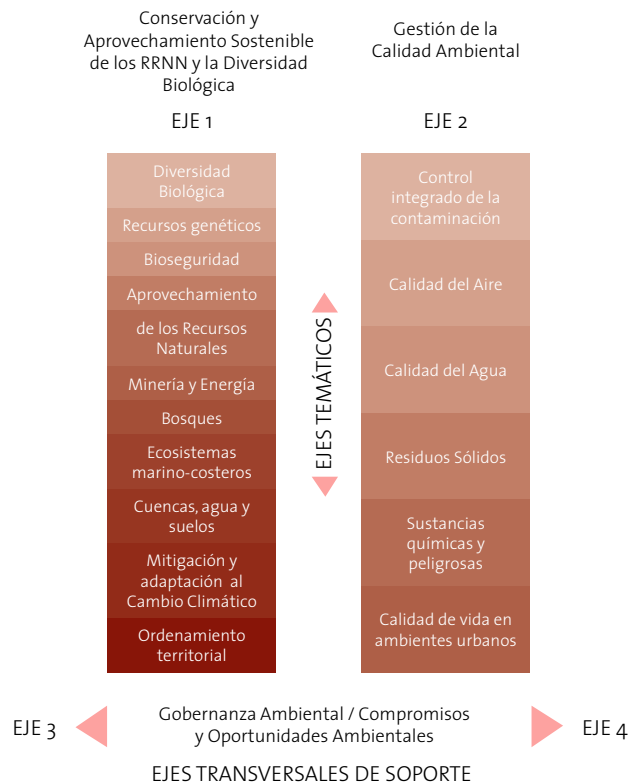 Conservación y
Aprovechamiento Sostenible
de los RRNN y la Diversidad
Biológica
EJE 1
Diversidad
Biológica
Recursos genéticos
Bioseguridad
Aprovechamiento
de los Recursos
Naturales
Minería y Energía
Bosques
Ecosistemas
marino-costeros
Cuencas, agua y
suelos
Mitigación y
adaptación al
Cambio Climático
Ordenamiento
territorial
EJES TEMÁTICOS
Gestión de la
Calidad Ambiental
EJE 2
Control
integrado de la
contaminación
Calidad del Aire
Calidad del Agua
Residuos Sólidos
Sustancias
químicas y
peligrosas
Calidad de vida en
ambientes urbanos
EJE 3
Gobernanza Ambiental / Compromisos
y Oportunidades Ambientales
EJE 4
EJES TRANSVERSALES DE SOPORTE